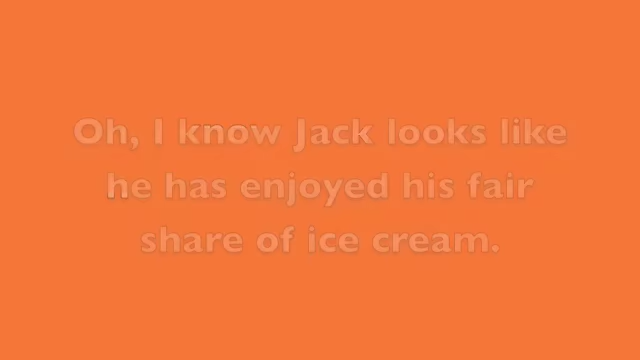 Oh, I know Jack looks like
he has enjoyed his fair
share of ice cream.